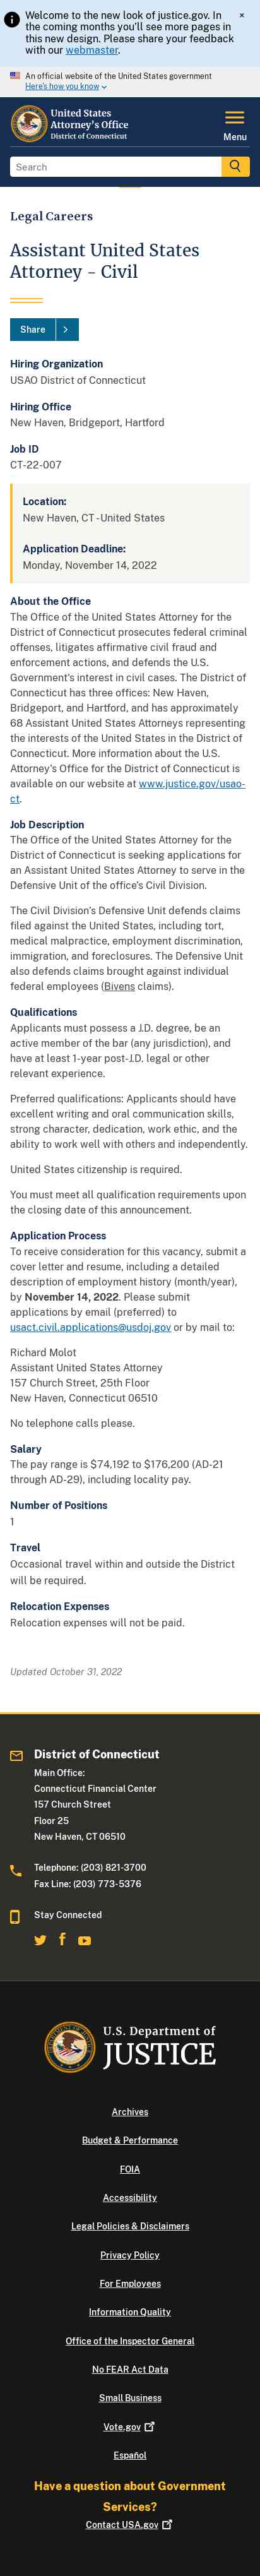 Welcome to the new look of justice.gov. In
the coming months you'll see more pages in
this new design. Please share your feedback
with our webmaster.
×
An official website of the United States government
Here's how you know
United States
Attorney's Office
District of Connecticut
Menu
Search
Legal Careers
Assistant United States
Attorney - Civil
Share
Hiring Organization
USAO District of Connecticut
Hiring Office
New Haven, Bridgeport, Hartford
Job ID
CT-22-007
Location:
New Haven, CT - United States
Application Deadline:
Monday, November 14, 2022
About the Office
The Office of the United States Attorney for the
District of Connecticut prosecutes federal criminal
offenses, litigates affirmative civil fraud and
enforcement actions, and defends the U.S.
Government's interest in civil cases. The District of
Connecticut has three offices: New Haven,
Bridgeport, and Hartford, and has approximately
68 Assistant United States Attorneys representing
the interests of the United States in the District of
Connecticut. More information about the U.S.
Attorney's Office for the District of Connecticut is
available on our website at www.justice.gov/usao-
ct.
Job Description
The Office of the United States Attorney for the
District of Connecticut is seeking applications for
an Assistant United States Attorney to serve in the
Defensive Unit of the office's Civil Division.
The Civil Division's Defensive Unit defends claims
filed against the United States, including tort,
medical malpractice, employment discrimination,
immigration, and foreclosures. The Defensive Unit
also defends claims brought against individual
federal employees (Bivens claims).
Qualifications
Applicants must possess a J.D. degree, be an
active member of the bar (any jurisdiction), and
have at least 1-year post-J.D. legal or other
relevant experience.
Preferred qualifications: Applicants should have
excellent writing and oral communication skills,
strong character, dedication, work ethic, and the
ability to work well with others and independently.
United States citizenship is required.
You must meet all qualification requirements upon
the closing date of this announcement.
Application Process
To receive consideration for this vacancy, submit a
cover letter and resume, including a detailed
description of employment history (month/year),
by November 14, 2022. Please submit
applications by email (preferred) to
usact.civil.applications@usdoj.gov or by mail to:
Richard Molot
Assistant United States Attorney
157 Church Street, 25th Floor
New Haven, Connecticut 06510
No telephone calls please.
Salary
The pay range is $74,192 to $176,200 (AD-21
through AD-29), including locality pay.
Number of Positions
1
Travel
Occasional travel within and outside the District
will be required.
Relocation Expenses
Relocation expenses will not be paid.
Updated October 31, 2022
District of Connecticut
Main Office:
Connecticut Financial Center
157 Church Street
Floor 25
New Haven, CT 06510
Telephone: (203) 821-3700
Fax Line: (203) 773-5376
Stay Connected
U.S. Department of
JUSTICE
Archives
Budget & Performance
FOIA
Accessibility
Legal Policies & Disclaimers
Privacy Policy
For Employees
Information Quality
Office of the Inspector General
No FEAR Act Data
Small Business
Vote.gov
Español
Have a question about Government
Services?
Contact USA.gov